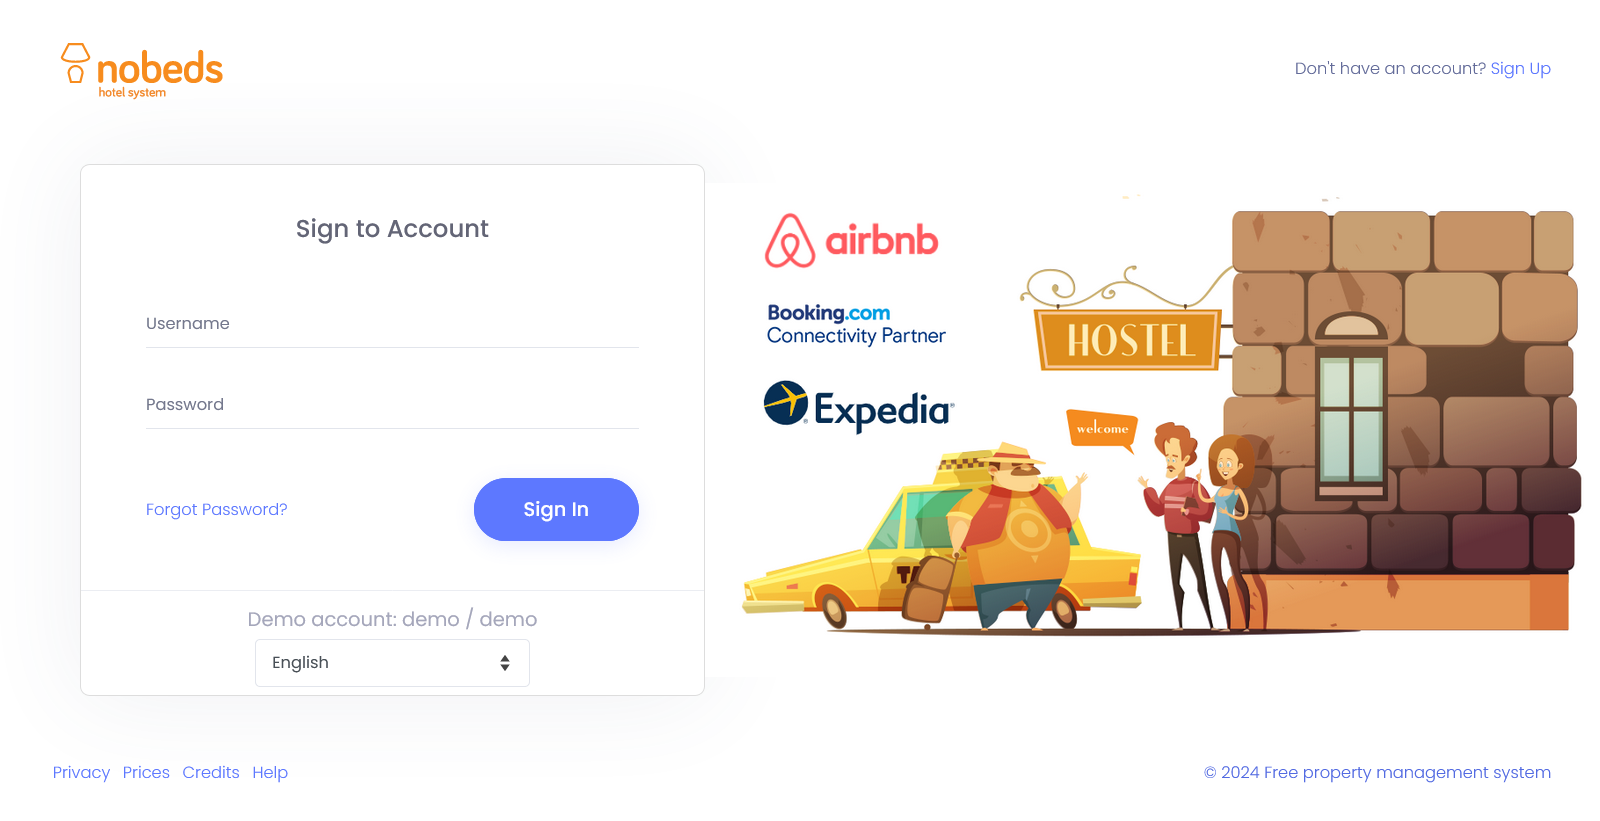 nobeds
hotel system
Don't have an account? Sign Up
Sign to Account
Username
Password
Forgot Password?
Sign In
Demo account: demo / demo
English
airbnb
Booking.com
Connectivity Partner
Expedia®
HOSTEL
welcome
Privacy Prices Credits Help
© 2024 Free property management system